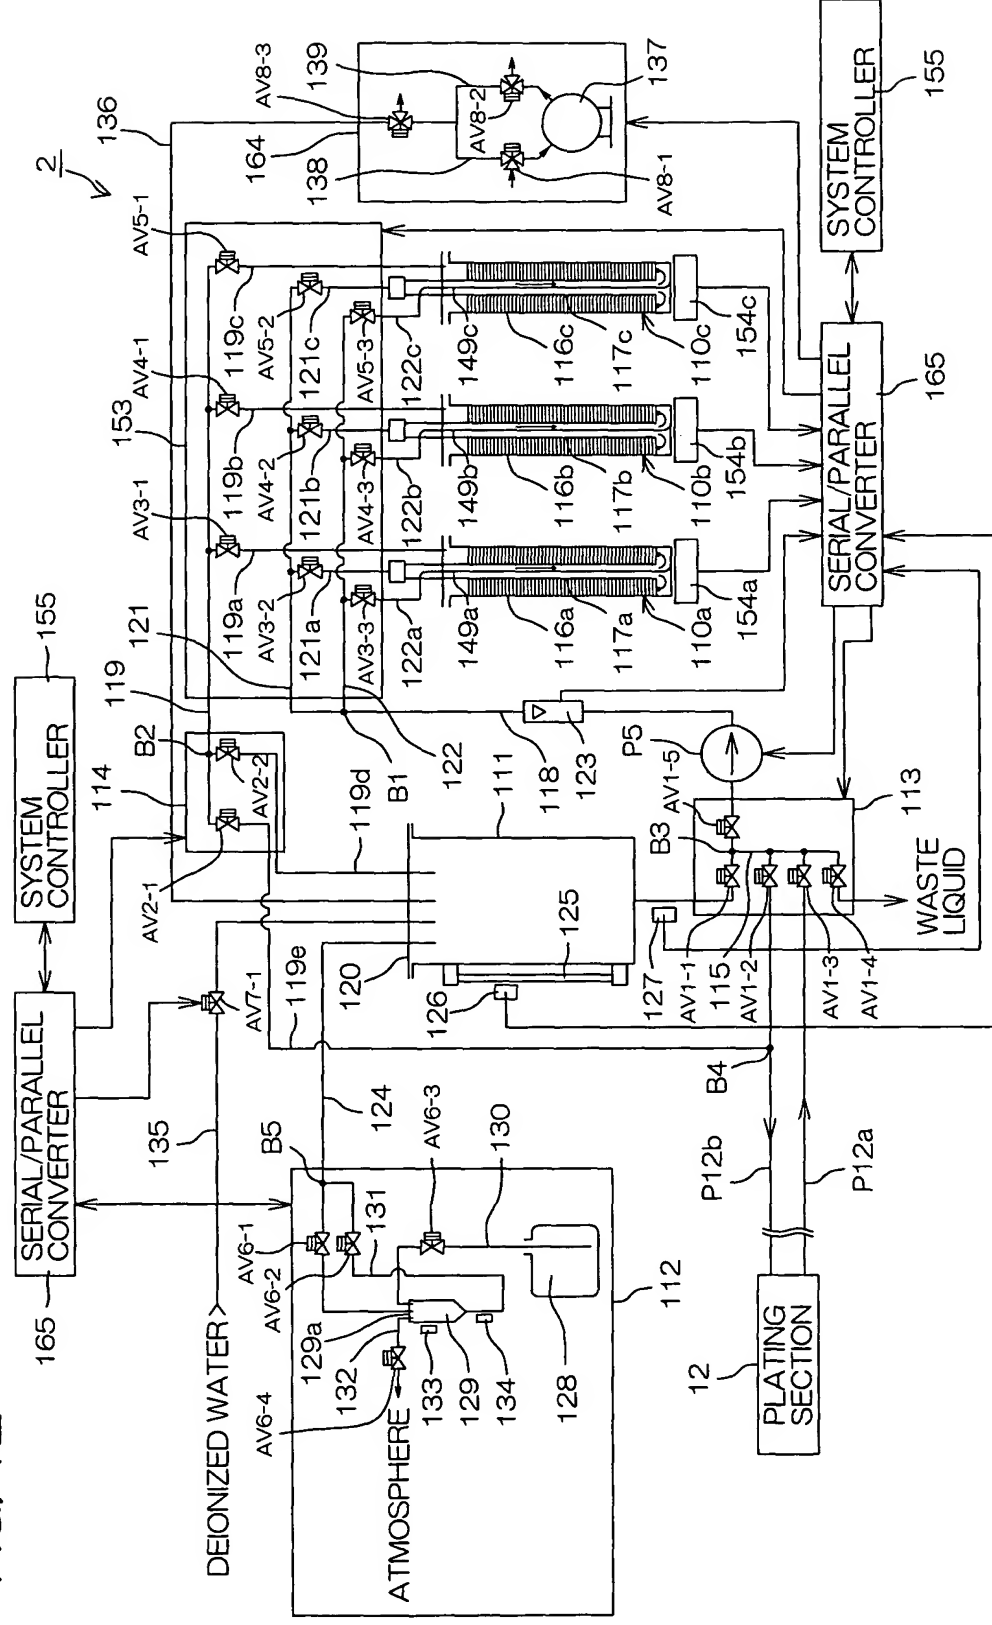 2
136
164
138
AV8-3
139
AV8-2
137
AV8-1
155
SYSTEM
CONTROLLER
165
SERIAL/PARALLEL
CONVERTER
153
AV5-1
119c
AV5-2
121c
AV5-3
122c
149c
116c
117c
110c
154c
AV4-1
119b
AV4-2
121b
AV4-3
122b
149b
116b
117b
110b
154b
AV3-1
119a
AV3-2
121a
AV3-3
122a
149a
116a
117a
110a
154a
155
SYSTEM
CONTROLLER
165
SERIAL/PARALLEL
CONVERTER
121
119
B2
114
AV2-2
AV2-1
B1
122
119d
118
123
111
P5
AV1-5
B3
113
WASTE
LIQUID
120
125
126
127
AV1-1
115
AV1-2
AV1-3
AV1-4
AV7-1
119e
135
DEIONIZED WATER
124
B5
B4
P12b
P12a
AV6-1
AV6-2
131
AV6-3
130
129a
132
AV6-4
133
129
134
128
112
ATMOSPHERE
12
PLATING
SECTION